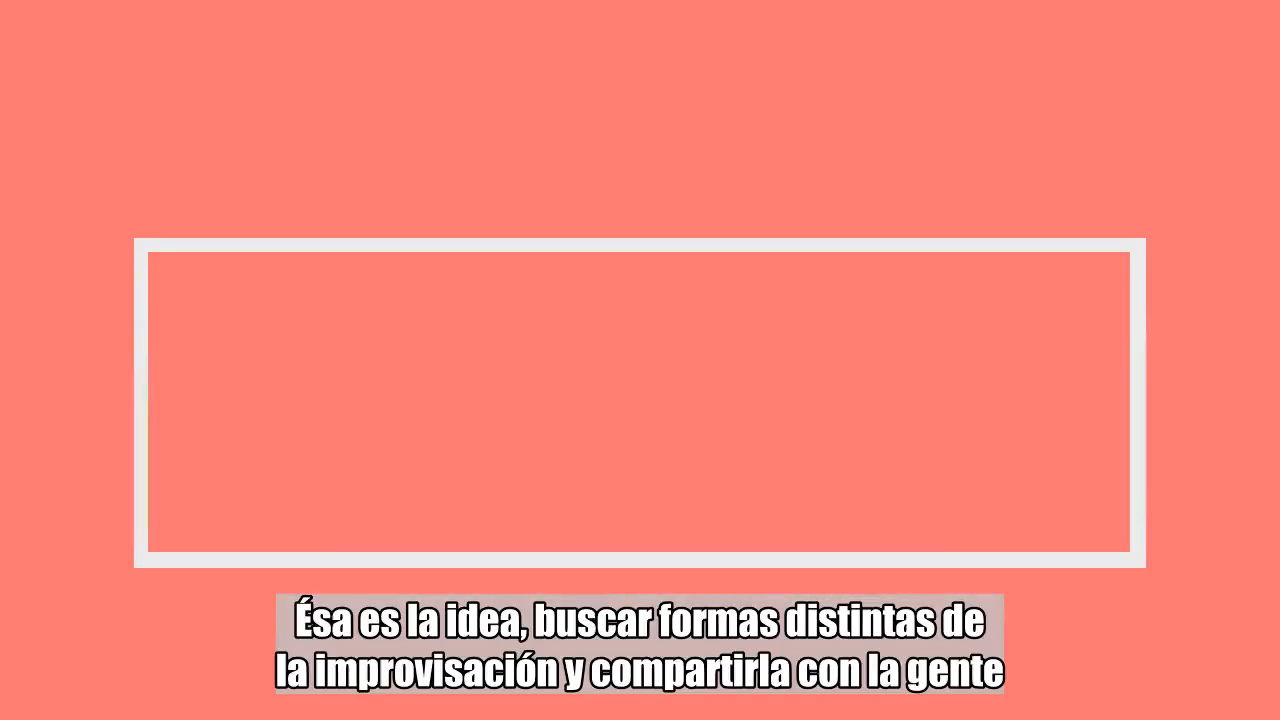 Ésa es la idea, buscar formas distintas de
la improvisación y compartirla con la gente